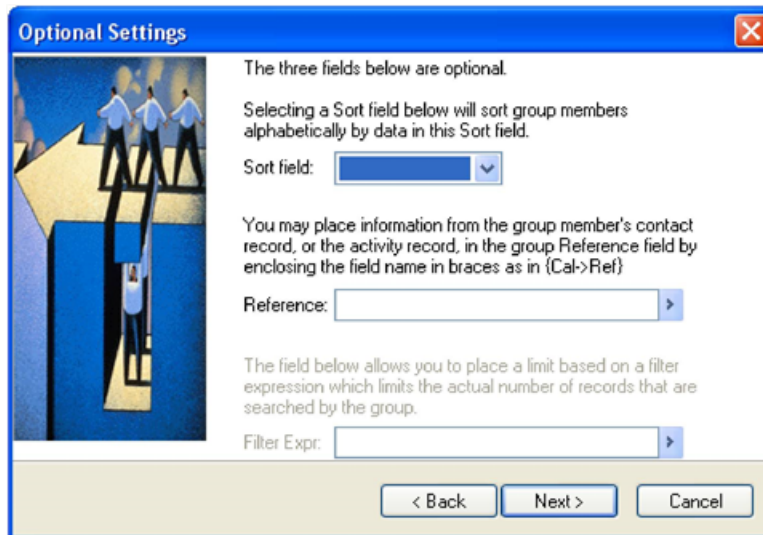 Optional Settings
The three fields below are optional.
Selecting a Sort field below will sort group members
alphabetically by data in this Sort field.
Sort field:
You may place information from the group member's contact
record, or the activity record, in the group Reference field by
enclosing the field name in braces as in {Cal->Ref}
Reference:
The field below allows you to place a limit based on a filter
expression which limits the actual number of records that are
searched by the group.
Filter Expr:
< Back
Next >
Cancel